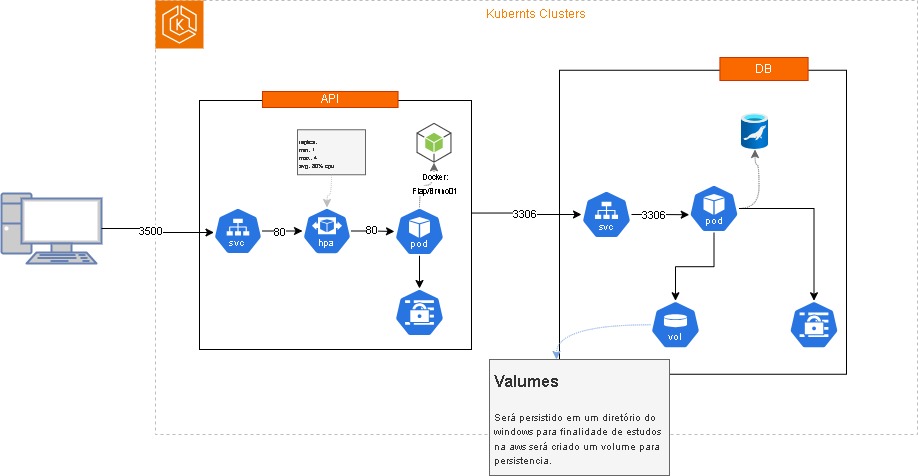 Kubernts Clusters
DB
API
replica:
min.: 1
max.: 4
avg. 80% cpu
Docker:
3500
svc
80
hpa
80
pod
3306
svc
3306
pod
vol
Valumes
Será persistido em um diretório do
windows para finalidade de estudos
na aws será criado um volume para
persistencia.